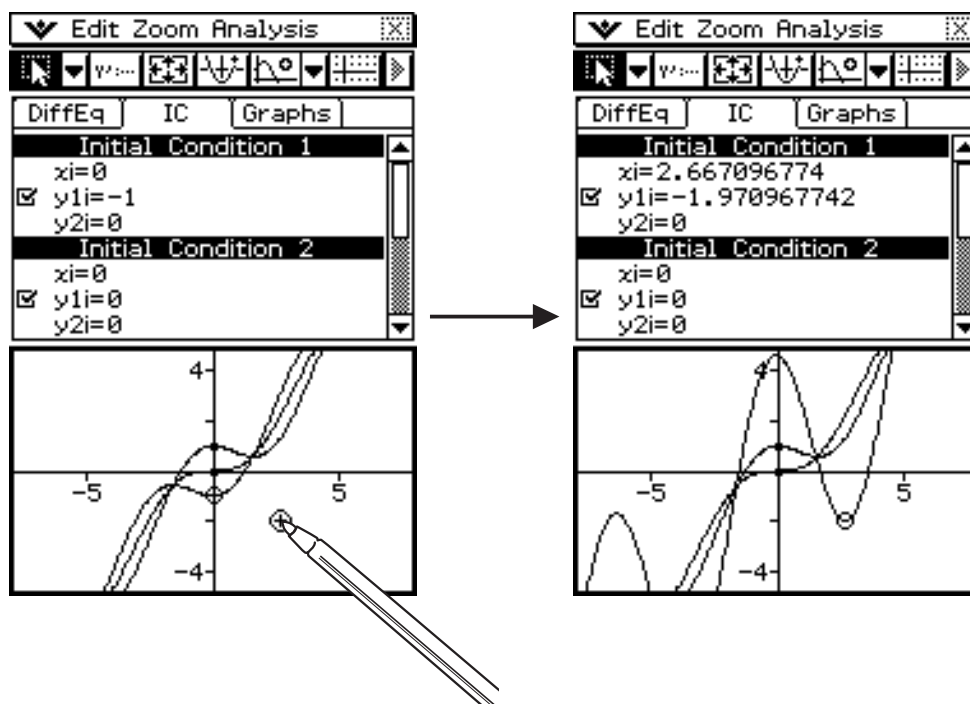 Edit Zoom Analysis
DiffEq IC Graphs
Initial Condition 1
xi=0
y1i=-1
y2i=0
Initial Condition 2
xi=0
y1i=0
y2i=0
4
-5 5
-4
Edit Zoom Analysis
DiffEq IC Graphs
Initial Condition 1
xi=2.667096774
y1i=-1.970967742
y2i=0
Initial Condition 2
xi=0
y1i=0
y2i=0
4
-5 5
-4